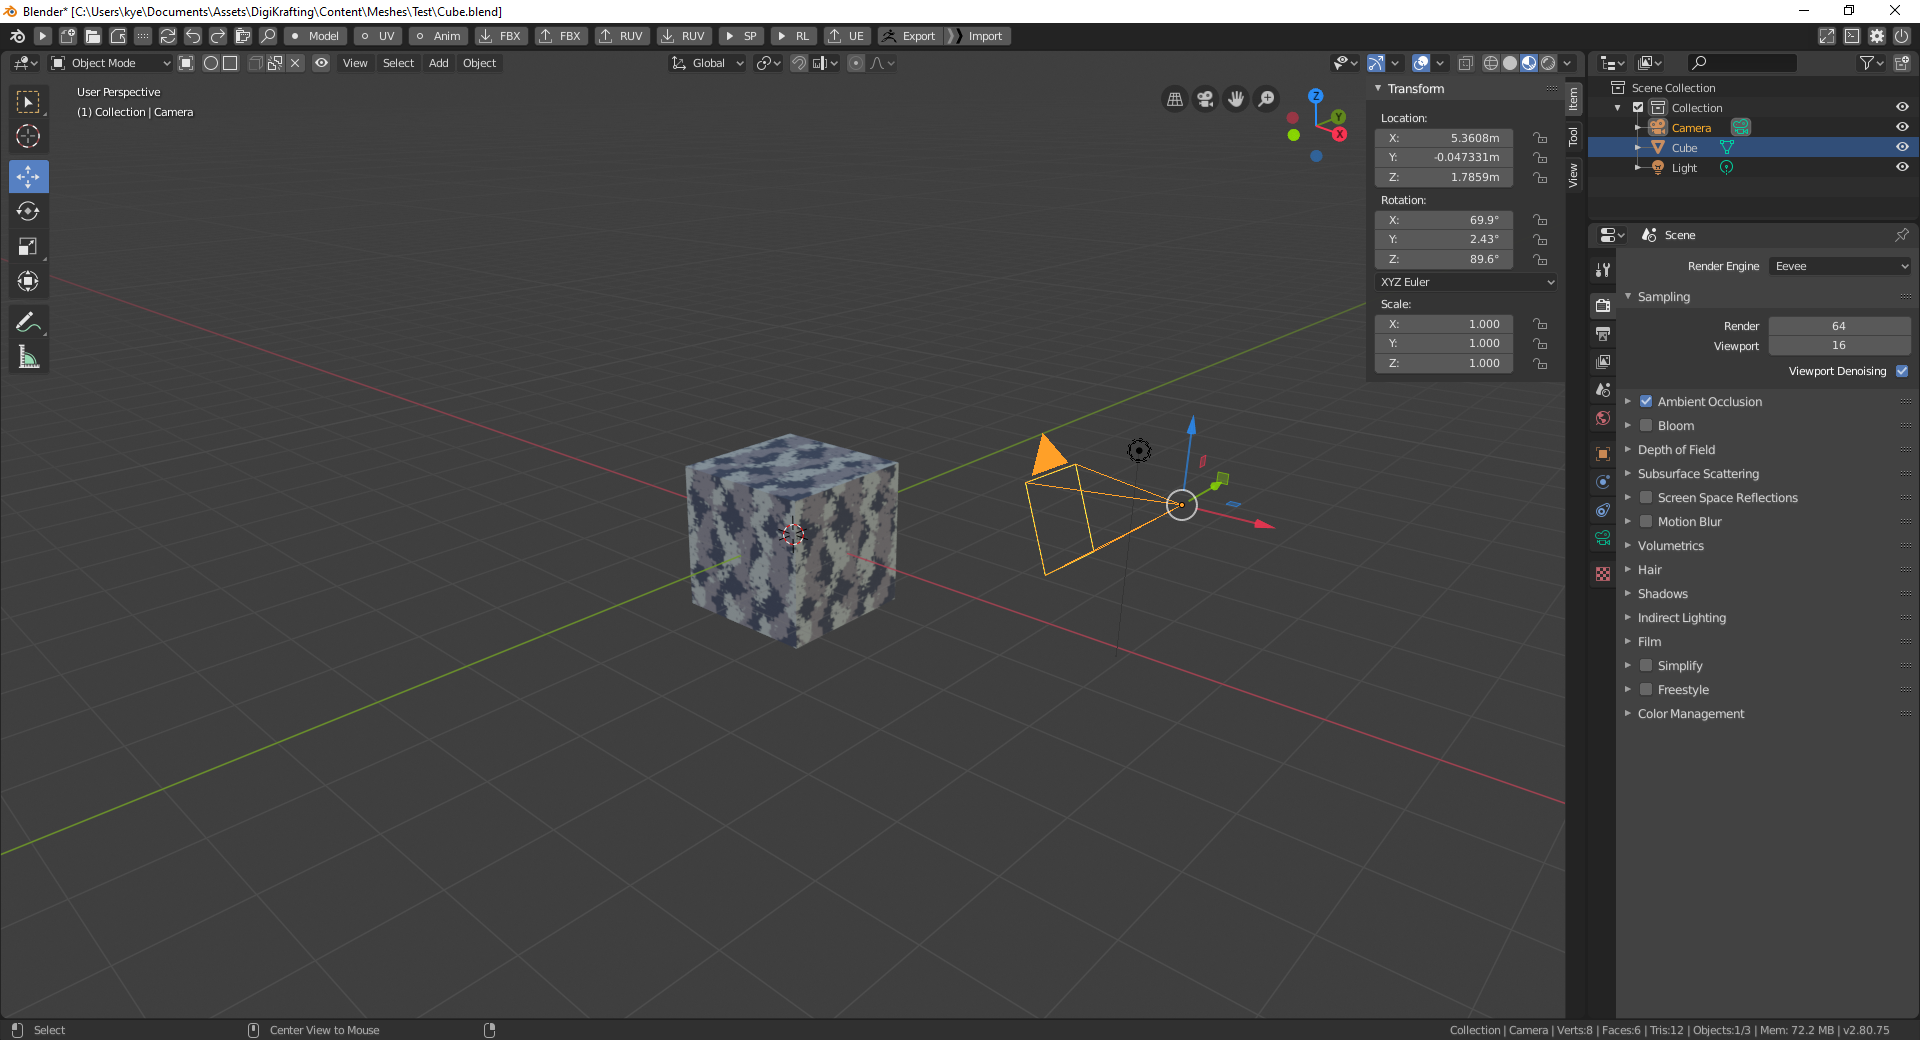 Blender* [C:\Users\kye\Documents\Assets\DigiKrafting\Content\Meshes\Test\Cube.blend]
Model UV Anim FBX FBX RUV RUV SP RL UE Export Import
Object Mode View Select Add Object Global
User Perspective
(1) Collection | Camera
Z
Y
X
Transform
Location:
X: 5.3608m
Y: -0.047331m
Z: 1.7859m
Rotation:
X: 69.9°
Y: 2.43°
Z: 89.6°
XYZ Euler
Scale:
X: 1.000
Y: 1.000
Z: 1.000
Item
Tool
View
Scene Collection
Collection
Camera
Cube
Light
Scene
Render Engine Eevee
Sampling
Render 64
Viewport 16
Viewport Denoising
Ambient Occlusion
Bloom
Depth of Field
Subsurface Scattering
Screen Space Reflections
Motion Blur
Volumetrics
Hair
Shadows
Indirect Lighting
Film
Simplify
Freestyle
Color Management
Select Center View to Mouse Collection | Camera | Verts:8 | Faces:6 | Tris:12 | Objects:1/3 | Mem: 72.2 MB | v2.80.75